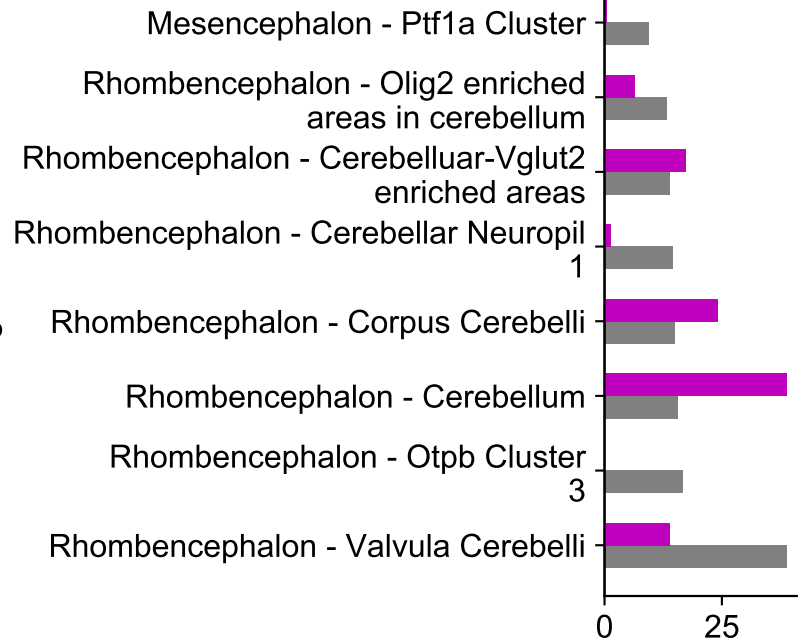 Mesencephalon - Ptf1a Cluster
Rhombencephalon - Olig2 enriched
areas in cerebellum
Rhombencephalon - Cerebelluar-Vglut2
enriched areas
Rhombencephalon - Cerebellar Neuropil
1
Rhombencephalon - Corpus Cerebelli
Rhombencephalon - Cerebellum
Rhombencephalon - Otpb Cluster
3
Rhombencephalon - Valvula Cerebelli
0 25